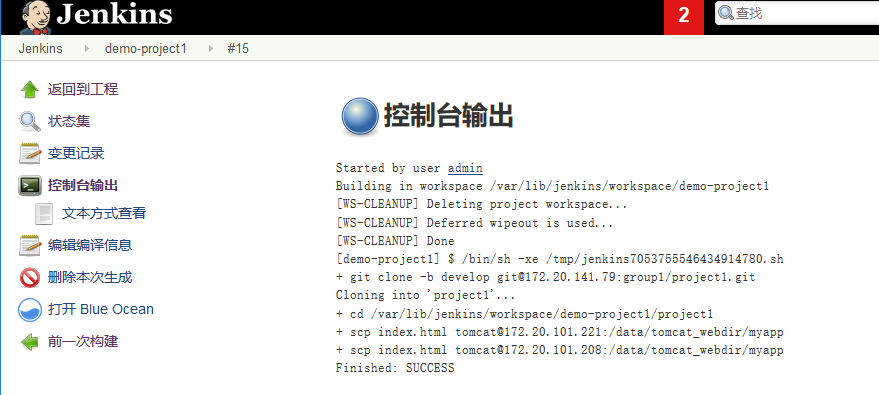 Jenkins
2
查找
Jenkins
demo-project1
#15
返回到工程
状态集
变更记录
控制台输出
文本方式查看
编辑编译信息
删除本次生成
打开 Blue Ocean
前一次构建
控制台输出
Started by user admin
Building in workspace /var/lib/jenkins/workspace/demo-project1
[WS-CLEANUP] Deleting project workspace...
[WS-CLEANUP] Deferred wipeout is used...
[WS-CLEANUP] Done
[demo-project1] $ /bin/sh -xe /tmp/jenkins7053755546434914780.sh
+ git clone -b develop git@172.20.141.79:group1/project1.git
Cloning into 'project1'...
+ cd /var/lib/jenkins/workspace/demo-project1/project1
+ scp index.html tomcat@172.20.101.221:/data/tomcat_webdir/myapp
+ scp index.html tomcat@172.20.101.208:/data/tomcat_webdir/myapp
Finished: SUCCESS